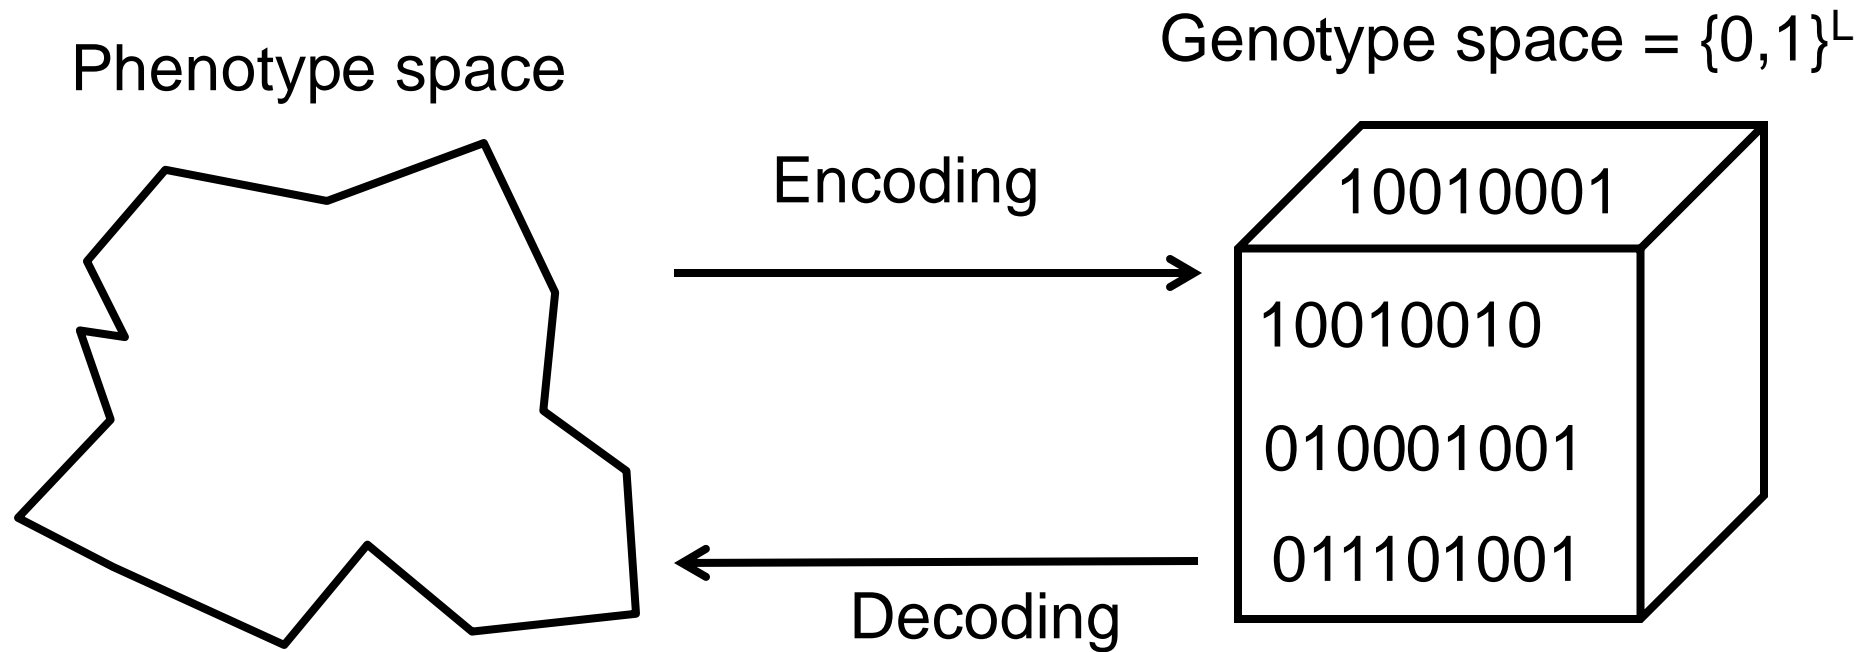 Phenotype space
Genotype space = {0,1}ᴸ
Encoding
10010001
10010010
010001001
011101001
Decoding